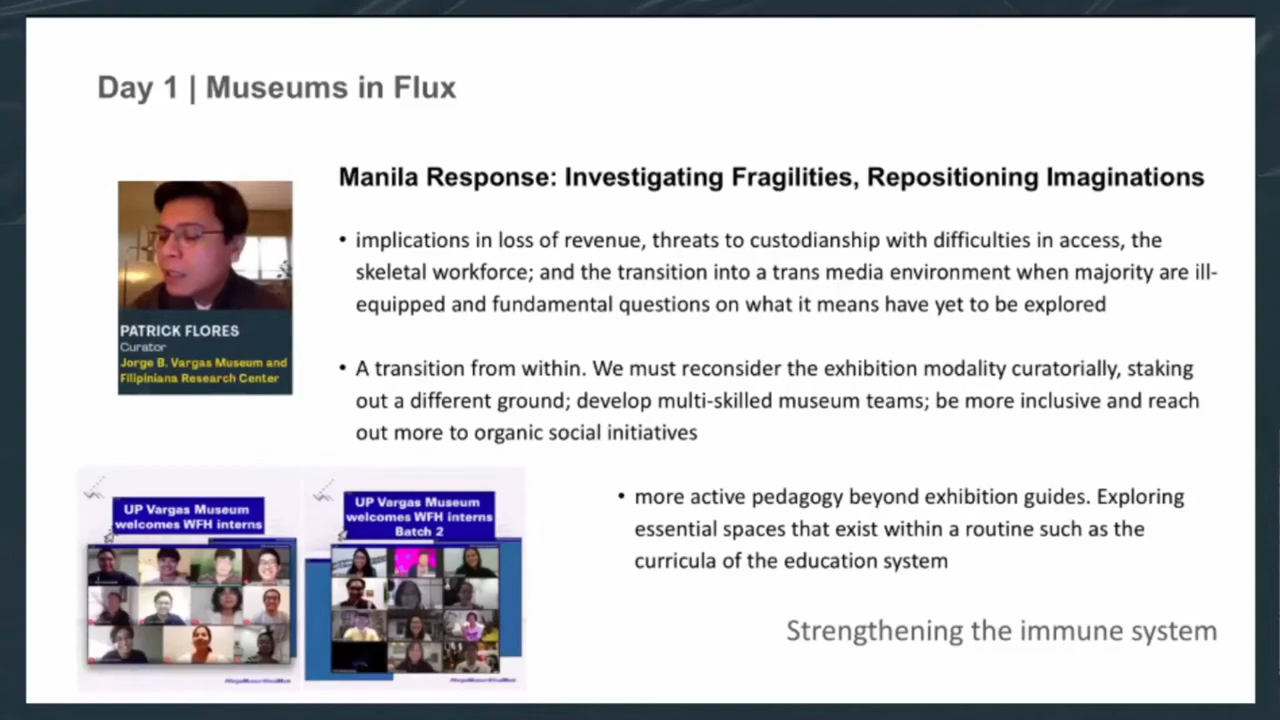 Day 1 | Museums in Flux
Manila Response: Investigating Fragilities, Repositioning Imaginations
• implications in loss of revenue, threats to custodianship with difficulties in access, the
skeletal workforce; and the transition into a trans media environment when majority are ill-
equipped and fundamental questions on what it means have yet to be explored
PATRICK FLORES
Curator
Jorge B. Vargas Museum and
Filipiniana Research Center
• A transition from within. We must reconsider the exhibition modality curatorially, staking
out a different ground; develop multi-skilled museum teams; be more inclusive and reach
out more to organic social initiatives
UP Vargas Museum
welcomes WFH interns
UP Vargas Museum
welcomes WFH interns
Batch 2
• more active pedagogy beyond exhibition guides. Exploring
essential spaces that exist within a routine such as the
curricula of the education system
Strengthening the immune system